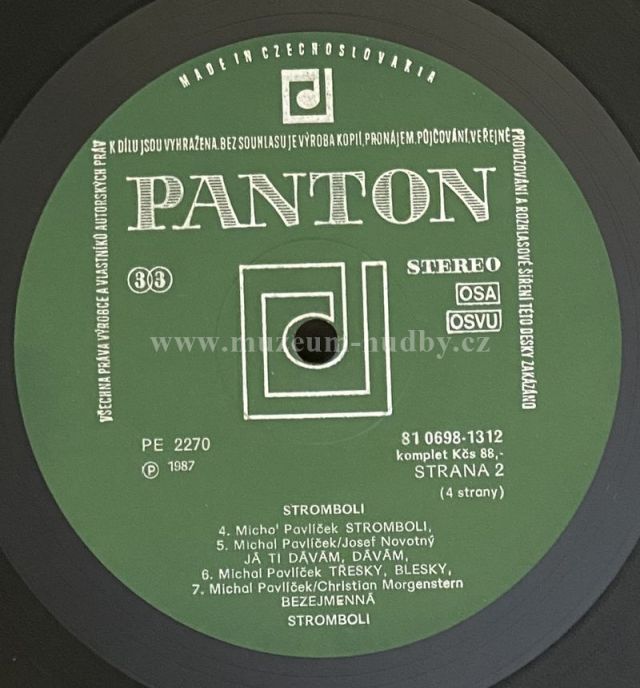 MADE IN CZECHOSLOVAKIA
VŠECHNA PRÁVA VÝROBCE A VLASTNÍKŮ AUTORSKÝCH PRÁV K DÍLU JSOU VYHRAŽENA. BEZ SOUHLASU JE VÝROBA KOPIÍ, PRONÁJEM, PŮJČOVÁNÍ, VEŘEJNÉ PROVOZOVÁNÍ A ROZHLASOVÉ ŠÍŘENÍ TÉTO DESKY ZAKÁZÁNO
PANTON
33
STEREO
OSA
OSVU
www.muzeum-hudby.cz
PE 2270
Ⓟ 1987
81 0698-1312
komplet Kčs 88,-
STRANA 2
(4 strany)
STROMBOLI
4. Micha' Pavlíček STROMBOLI,
5. Michal Pavlíček/Josef Novotný
JÁ TI DÁVÁM, DÁVÁM,
6. Michal Pavlíček TŘESKY, BLESKY,
7. Michal Pavlíček/Christian Morgenstern
BEZEJMENNÁ
STROMBOLI